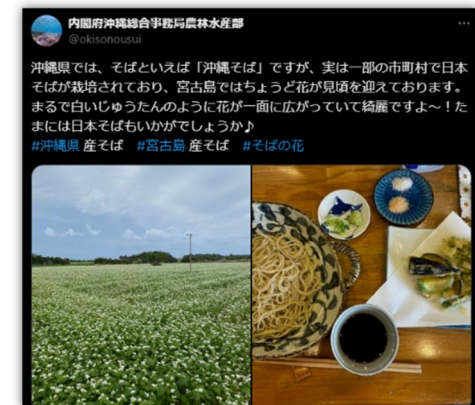 内閣府沖縄総合事務局農林水産部
@okisonousui
沖縄県では、そばといえば「沖縄そば」ですが、実は一部の市町村で日本
そばが栽培されており、宮古島ではちょうど花が見頃を迎えております。
まるで白いじゅうたんのように花が一面に広がっていて綺麗ですよ～！た
まには日本そばもいかがでしょうか♪
#沖縄県 産そば #宮古島 産そば #そばの花